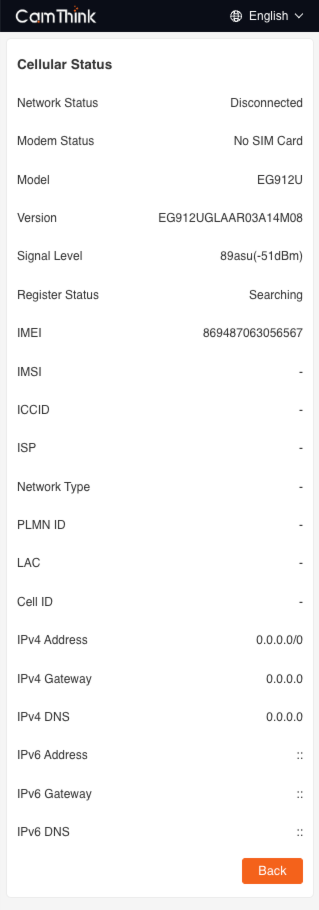 CamThink
English
Cellular Status
Network Status Disconnected
Modem Status No SIM Card
Model EG912U
Version EG912UGLAAR03A14M08
Signal Level 89asu(-51dBm)
Register Status Searching
IMEI 869487063056567
IMSI -
ICCID -
ISP -
Network Type -
PLMN ID -
LAC -
Cell ID -
IPv4 Address 0.0.0.0/0
IPv4 Gateway 0.0.0.0
IPv4 DNS 0.0.0.0
IPv6 Address ::
IPv6 Gateway ::
IPv6 DNS ::
Back